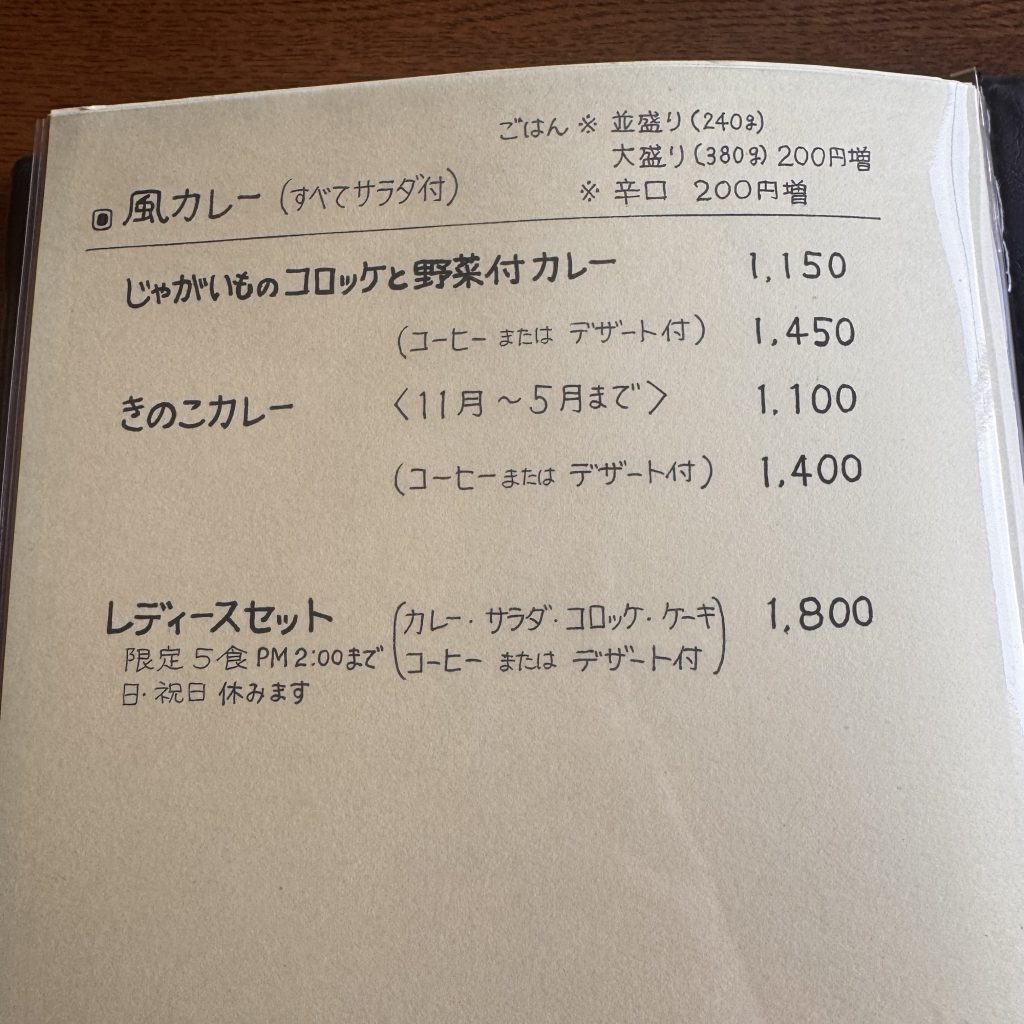 ごはん ※ 並盛り(240g)
大盛り(380g) 200円増
※ 辛口 200円増
風カレー (すべてサラダ付)
じゃがいものコロッケと野菜付カレー 1,150
(コーヒー または デザート付) 1,450
きのこカレー 〈11月〜5月まで〉 1,100
(コーヒー または デザート付) 1,400
レディースセット (カレー・サラダ・コロッケ・ケーキ 1,800
限定5食 PM2:00まで コーヒー または デザート付)
日・祝日 休みます